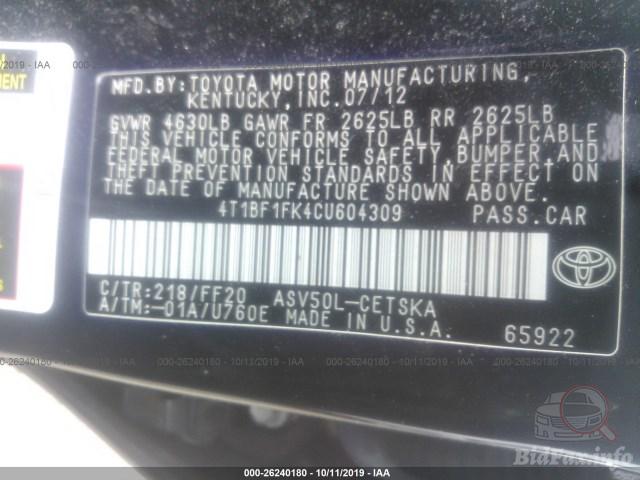 MFD.BY: TOYOTA MOTOR MANUFACTURING,
KENTUCKY, INC. 07/12
GVWR 4630LB GAWR FR 2625LB RR 2625LB
THIS VEHICLE CONFORMS TO ALL APPLICABLE
FEDERAL MOTOR VEHICLE SAFETY, BUMPER, AND
THEFT PREVENTION STANDARDS IN EFFECT ON
THE DATE OF MANUFACTURE SHOWN ABOVE.
4T1BF1FK4CU604309 PASS.CAR
C/TR: 218/FF20 ASV50L-CETSKA
A/TM: -01A/U760E MADE IN U.S.A.
65922
000-26240180 - 10/11/2019 - IAA
BidFax.info